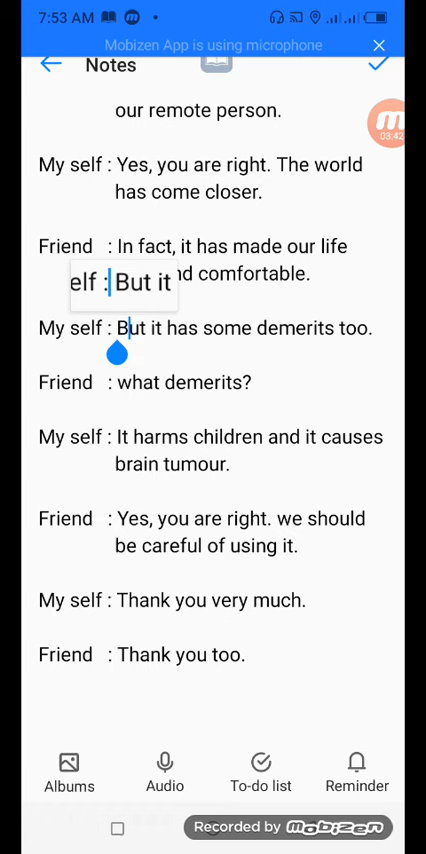 7:53 AM
Mobizen App is using microphone
Notes
03:42
our remote person.
My self : Yes, you are right. The world
has come closer.
Friend : In fact, it has made our life
nd comfortable.
elf : But it
My self : But it has some demerits too.
Friend : what demerits?
My self : It harms children and it causes
brain tumour.
Friend : Yes, you are right. we should
be careful of using it.
My self : Thank you very much.
Friend : Thank you too.
Albums Audio To-do list Reminder
Recorded by mobizen